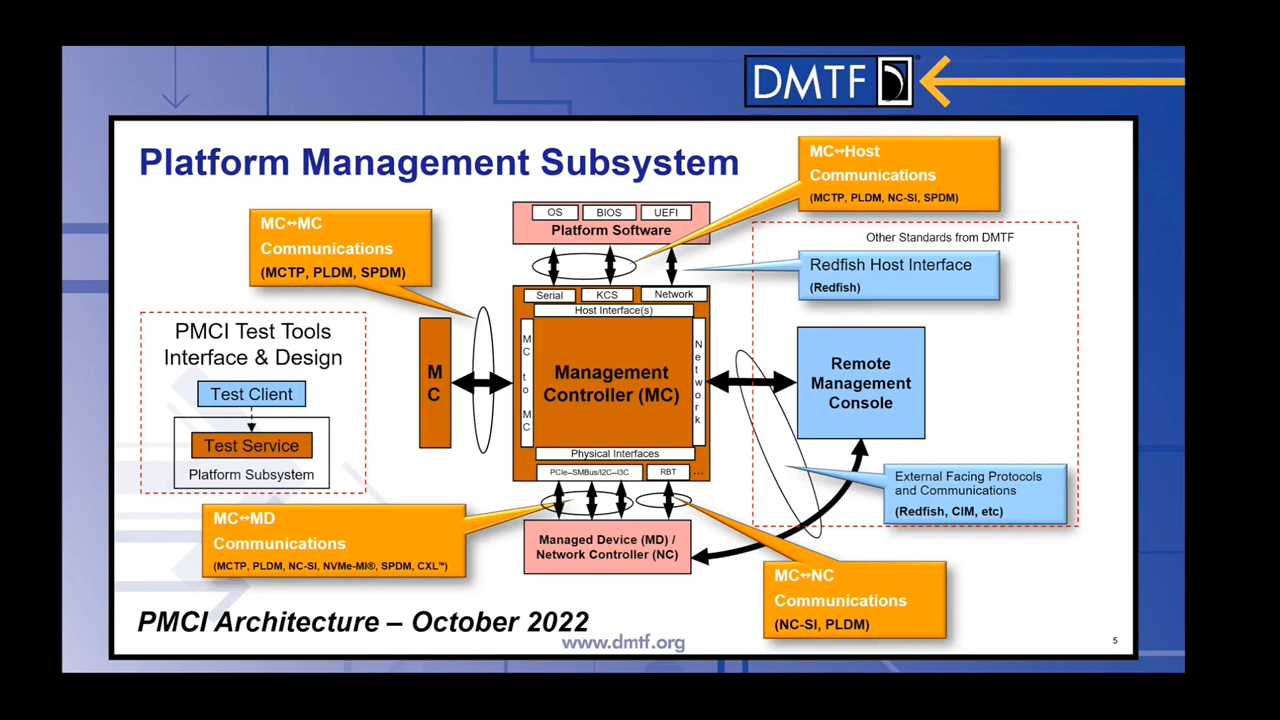 DMTF
Platform Management Subsystem
MC↔Host
Communications
(MCTP, PLDM, NC-SI, SPDM)
MC↔MC
Communications
(MCTP, PLDM, SPDM)
OS
BIOS
UEFI
Platform Software
Other Standards from DMTF
Redfish Host Interface
(Redfish)
Serial
KCS
Network
Host Interface(s)
PMCI Test Tools
Interface & Design
Test Client
Test Service
Platform Subsystem
MC
MC to MC
Management
Controller (MC)
Network
Remote
Management
Console
Physical Interfaces
PCIe–SMBus/I2C–I3C
RBT
...
External Facing Protocols
and Communications
(Redfish, CIM, etc)
MC↔MD
Communications
(MCTP, PLDM, NC-SI, NVMe-MI®, SPDM, CXL™)
Managed Device (MD) /
Network Controller (NC)
MC↔NC
Communications
(NC-SI, PLDM)
PMCI Architecture – October 2022
www.dmtf.org
5